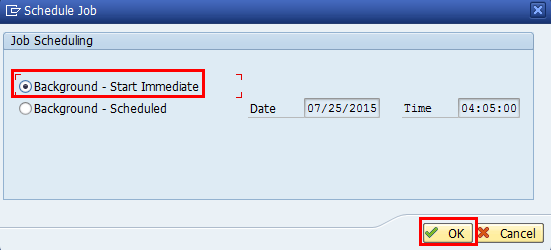 Schedule Job
Job Scheduling
Background - Start Immediate
Background - Scheduled Date 07/25/2015 Time 04:05:00
OK Cancel